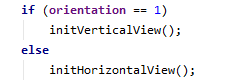 if (orientation == 1)
    initVerticalView();
else
    initHorizontalView();